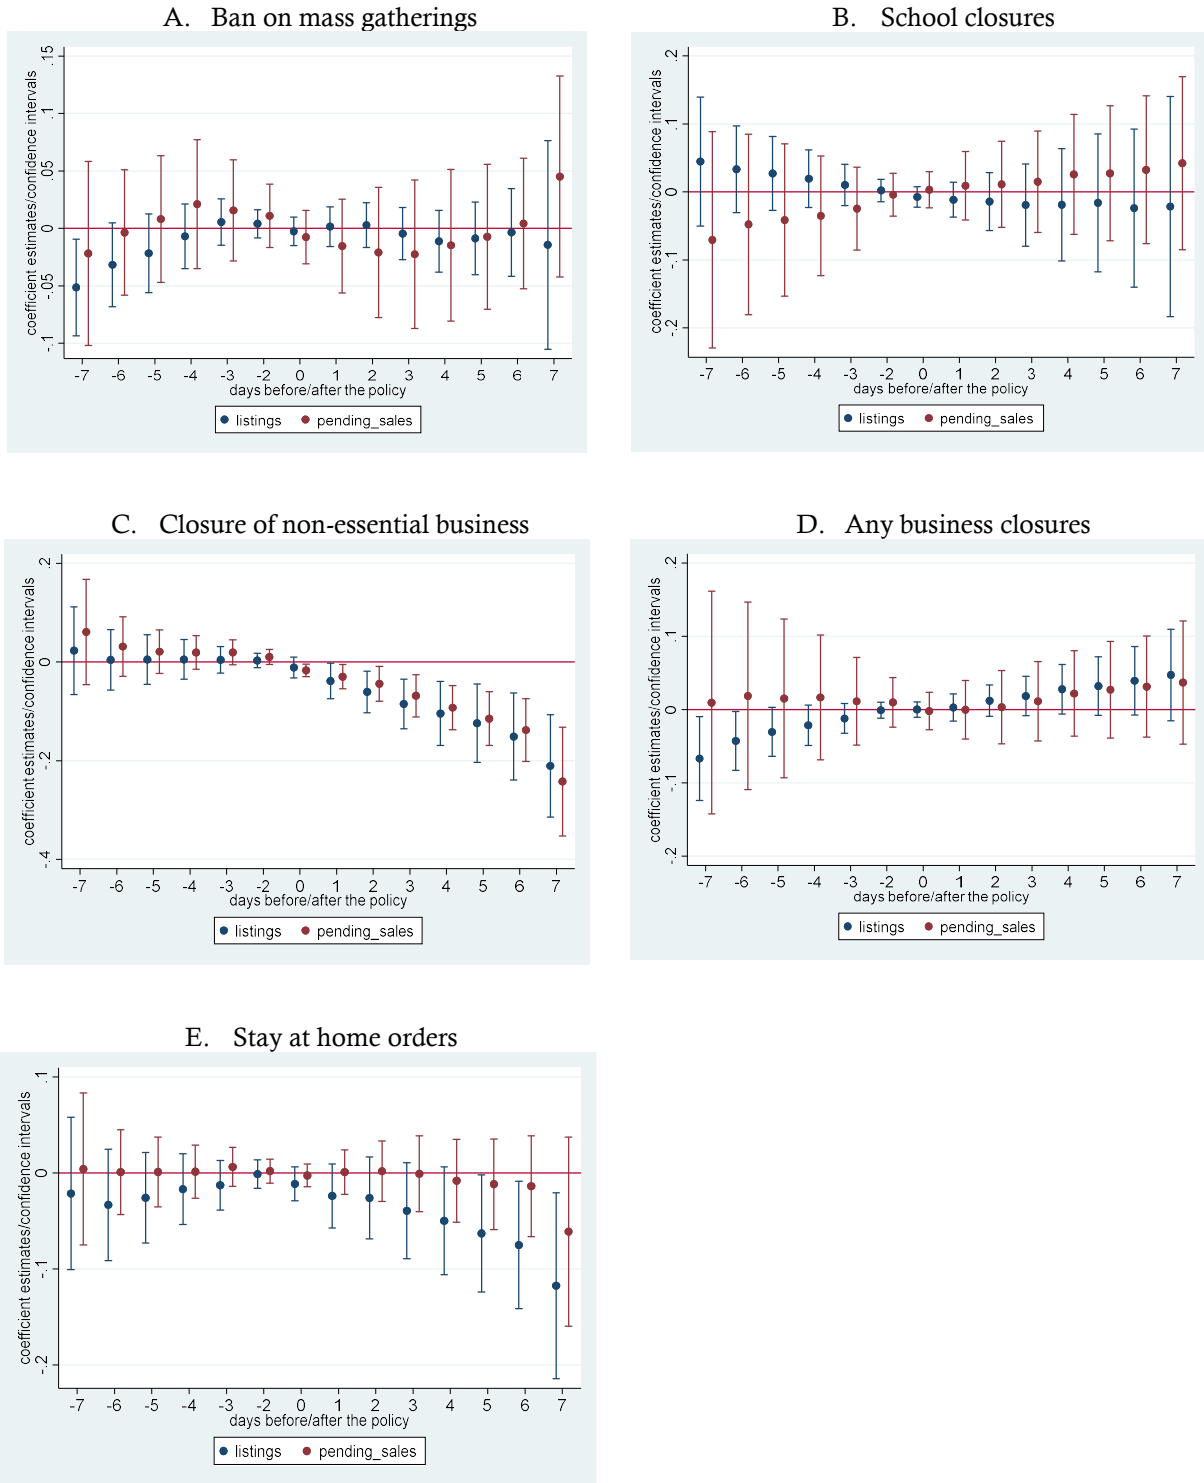 A. Ban on mass gatherings
.15
.1
.05
0
-.05
-.1
coefficient estimates/confidence intervals
-7 -6 -5 -4 -3 -2 0 1 2 3 4 5 6 7
days before/after the policy
listings pending_sales
B. School closures
.2
.1
0
-.1
-.2
coefficient estimates/confidence intervals
-7 -6 -5 -4 -3 -2 0 1 2 3 4 5 6 7
days before/after the policy
listings pending_sales
C. Closure of non-essential business
.2
0
-.2
-.4
coefficient estimates/confidence intervals
-7 -6 -5 -4 -3 -2 0 1 2 3 4 5 6 7
days before/after the policy
listings pending_sales
D. Any business closures
.2
.1
0
-.1
-.2
coefficient estimates/confidence intervals
-7 -6 -5 -4 -3 -2 0 1 2 3 4 5 6 7
days before/after the policy
listings pending_sales
E. Stay at home orders
.1
0
-.1
-.2
coefficient estimates/confidence intervals
-7 -6 -5 -4 -3 -2 0 1 2 3 4 5 6 7
days before/after the policy
listings pending_sales